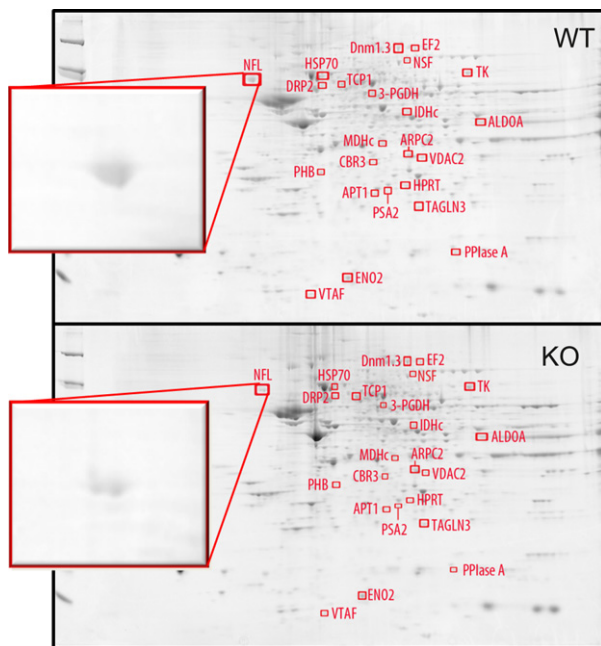 WT
Dnm1.3 EF2
NFL HSP70 NSF TK
DRP2 TCP1
3-PGDH
IDHc
ALDOA
MDHc ARPC2
CBR3 VDAC2
PHB
HPRT
APT1
PSA2 TAGLN3
PPIase A
ENO2
VTAF
KO
Dnm1.3 EF2
NFL HSP70 NSF TK
DRP2 TCP1
3-PGDH
IDHc
ALDOA
MDHc ARPC2
CBR3 VDAC2
PHB
HPRT
APT1
PSA2 TAGLN3
PPIase A
ENO2
VTAF